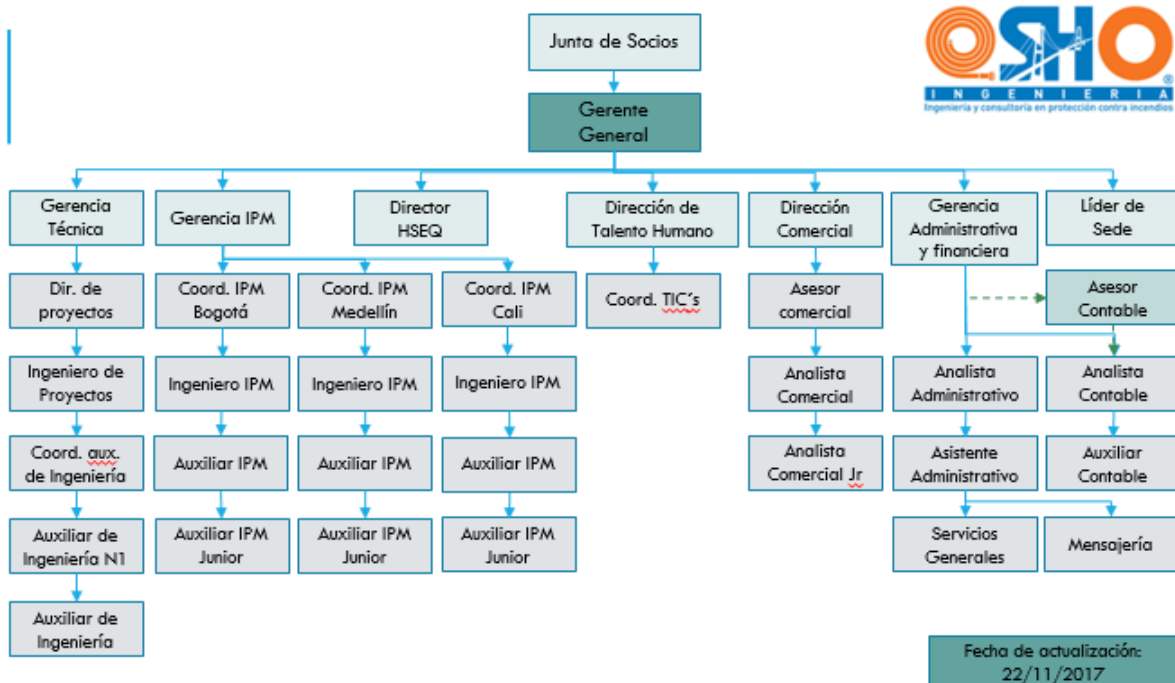 Junta de Socios
OSHO
INGENIERIA
Ingeniería y consultoría en protección contra incendios
Gerente
General
Gerencia
Técnica
Gerencia IPM
Director
HSEQ
Dirección de
Talento Humano
Dirección
Comercial
Gerencia
Administrativa
y financiera
Líder de
Sede
Dir. de
proyectos
Coord. IPM
Bogotá
Coord. IPM
Medellín
Coord. IPM
Cali
Coord. TIC´s
Asesor
comercial
Asesor
Contable
Ingeniero de
Proyectos
Ingeniero IPM
Ingeniero IPM
Ingeniero IPM
Analista
Comercial
Analista
Administrativo
Analista
Contable
Coord. aux.
de Ingeniería
Auxiliar IPM
Auxiliar IPM
Auxiliar IPM
Analista
Comercial Jr
Asistente
Administrativo
Auxiliar
Contable
Auxiliar de
Ingeniería N1
Auxiliar IPM
Junior
Auxiliar IPM
Junior
Auxiliar IPM
Junior
Servicios
Generales
Mensajería
Auxiliar de
Ingeniería
Fecha de actualización:
22/11/2017